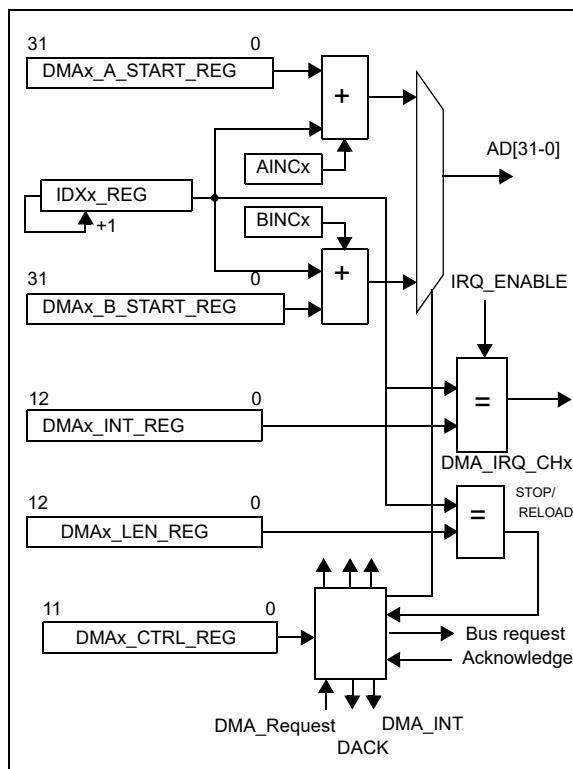 31 0
DMAx_A_START_REG
+
AINCx
AD[31-0]
IDXx_REG
+1
BINCx
+
31 0
DMAx_B_START_REG
IRQ_ENABLE
12 0
DMAx_INT_REG
=
DMA_IRQ_CHx
12 0
DMAx_LEN_REG
=
STOP/
RELOAD
11 0
DMAx_CTRL_REG
Bus request
Acknowledge
DMA_Request
DMA_INT
DACK